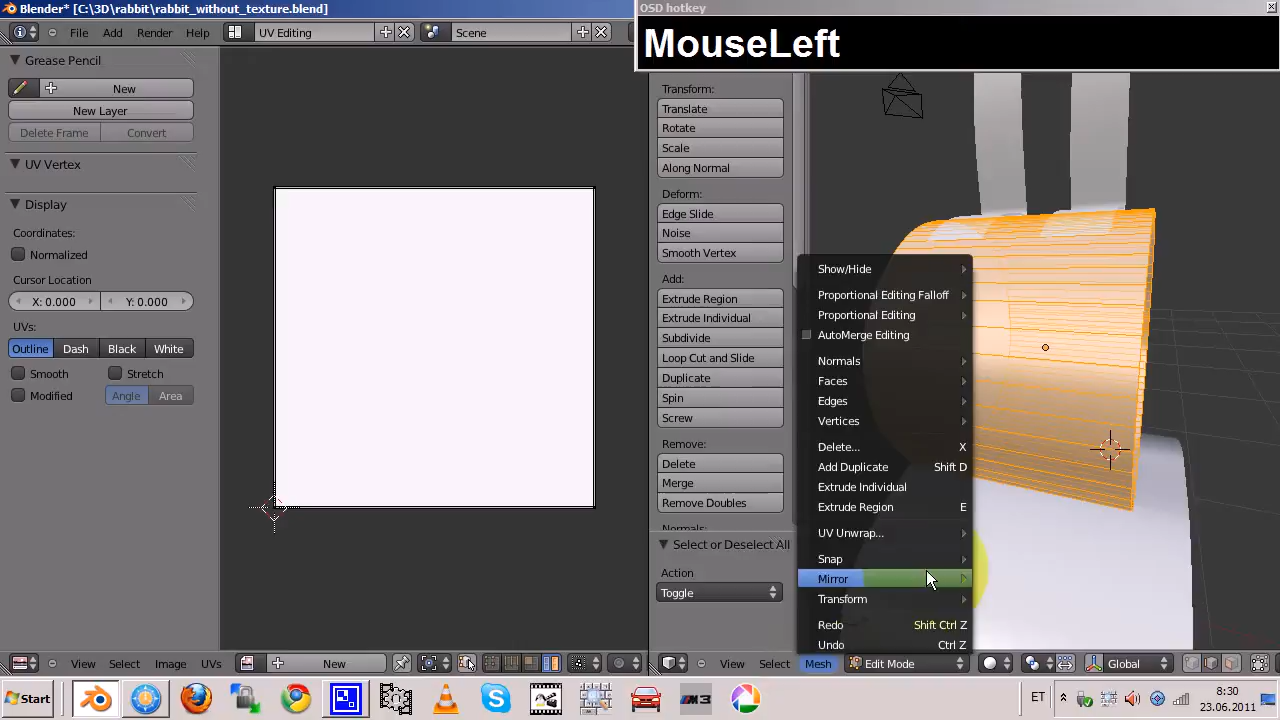 Blender* [C:\3D\rabbit\rabbit_without_texture.blend]
OSD hotkey
MouseLeft
File Add Render Help
UV Editing
Scene
Grease Pencil
New
New Layer
Delete Frame Convert
UV Vertex
Display
Coordinates:
Normalized
Cursor Location
X: 0.000 Y: 0.000
UVs:
Outline Dash Black White
Smooth Stretch
Modified Angle Area
Transform:
Translate
Rotate
Scale
Along Normal
Deform:
Edge Slide
Noise
Smooth Vertex
Add:
Extrude Region
Extrude Individual
Subdivide
Loop Cut and Slide
Duplicate
Spin
Screw
Remove:
Delete
Merge
Remove Doubles
Normals:
Select or Deselect All
Action
Toggle
Show/Hide
Proportional Editing Falloff
Proportional Editing
AutoMerge Editing
Normals
Faces
Edges
Vertices
Delete... X
Add Duplicate Shift D
Extrude Individual
Extrude Region E
UV Unwrap...
Snap
Mirror
Transform
Redo Shift Ctrl Z
Undo Ctrl Z
View Select Image UVs
New
View Select Mesh
Edit Mode
Global
Start
M3
ET
8:30
23.06.2011